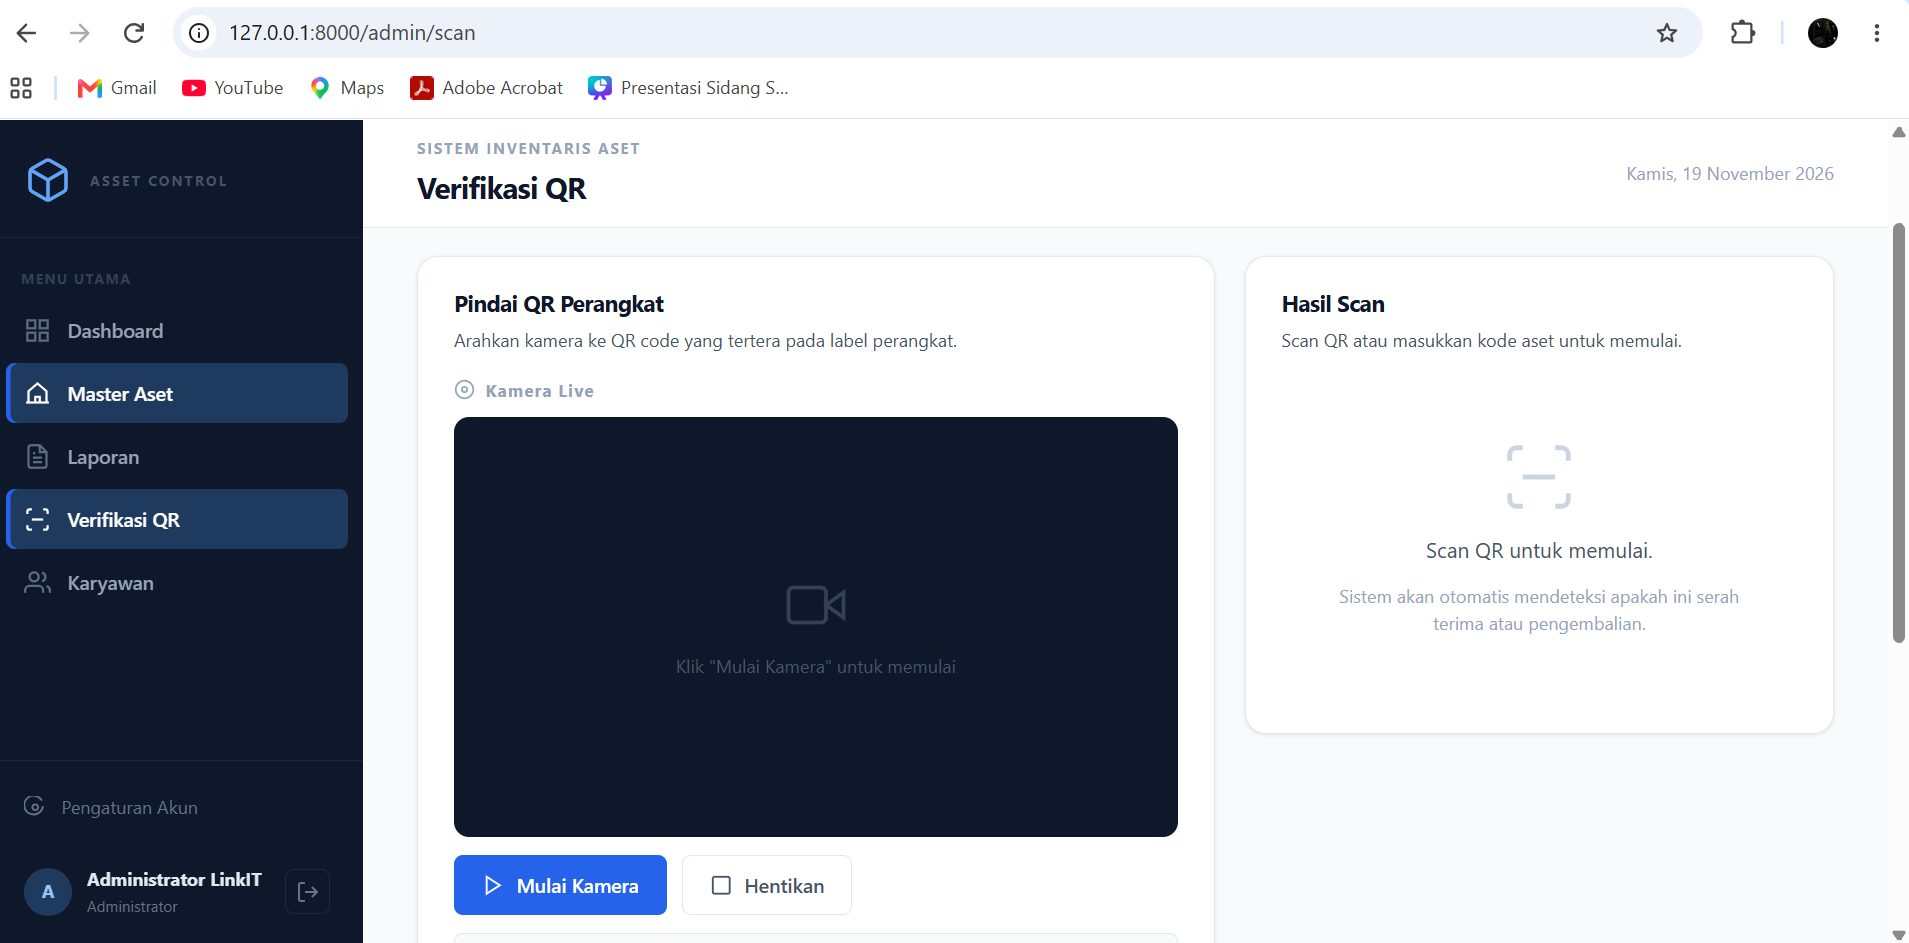 127.0.0.1:8000/admin/scan
Gmail
YouTube
Maps
Adobe Acrobat
Presentasi Sidang S...
ASSET CONTROL
MENU UTAMA
Dashboard
Master Aset
Laporan
Verifikasi QR
Karyawan
Pengaturan Akun
A
Administrator LinkIT
Administrator
SISTEM INVENTARIS ASET
Verifikasi QR
Kamis, 19 November 2026
Pindai QR Perangkat
Arahkan kamera ke QR code yang tertera pada label perangkat.
Kamera Live
Klik "Mulai Kamera" untuk memulai
Mulai Kamera
Hentikan
Hasil Scan
Scan QR atau masukkan kode aset untuk memulai.
Scan QR untuk memulai.
Sistem akan otomatis mendeteksi apakah ini serah
terima atau pengembalian.